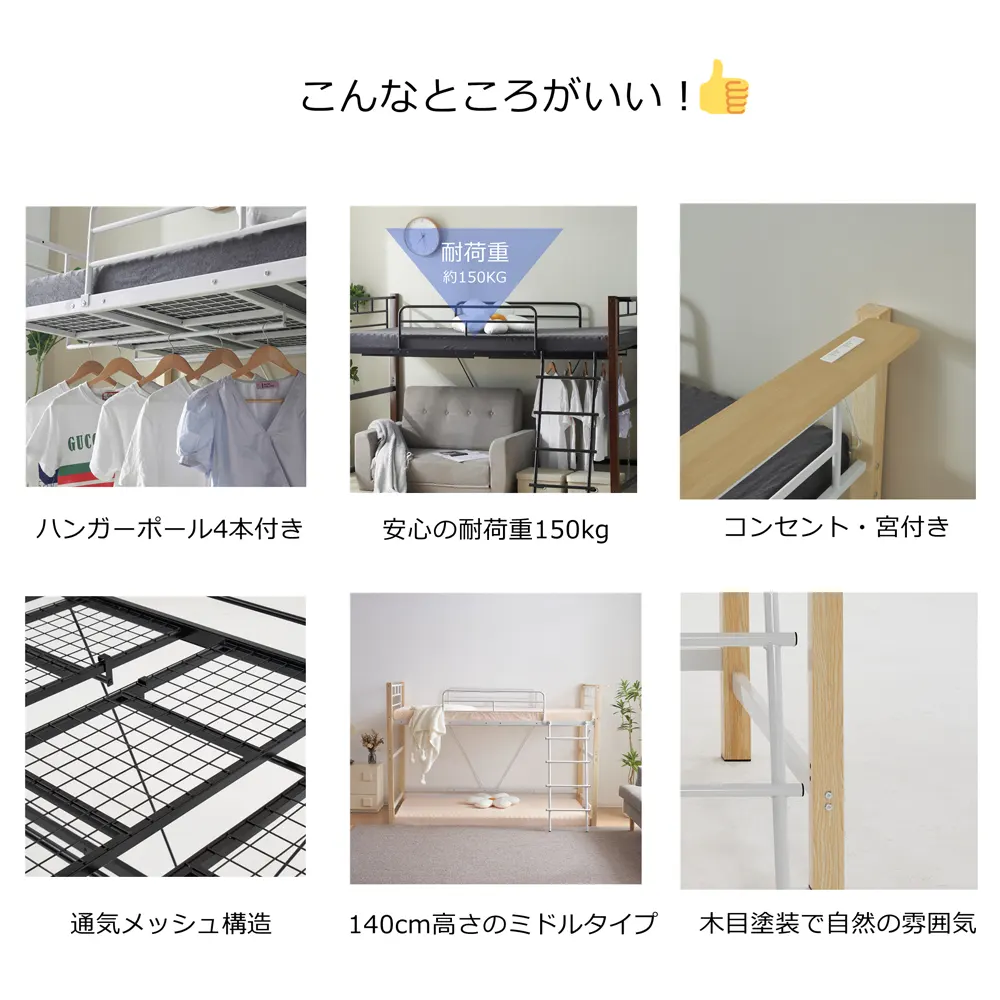 こんなところがいい！
GUC
耐荷重
約150KG
ハンガーポール4本付き
安心の耐荷重150kg
コンセント・宮付き
通気メッシュ構造
140cm高さのミドルタイプ
木目塗装で自然の雰囲気